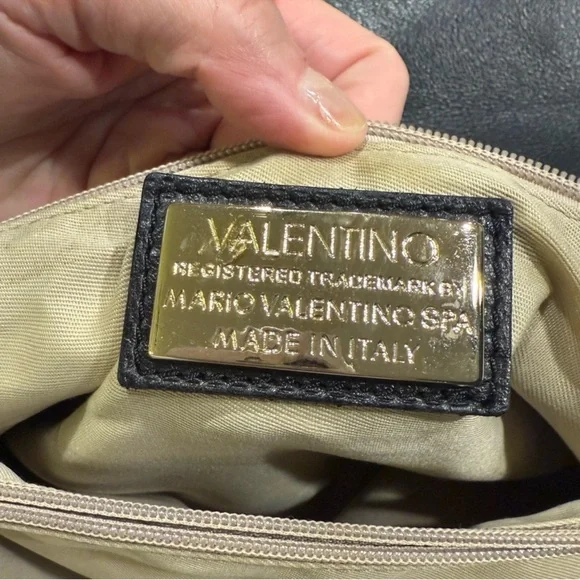 VALENTINO
REGISTERED TRADEMARK BY
MARIO VALENTINO SPA
MADE IN ITALY